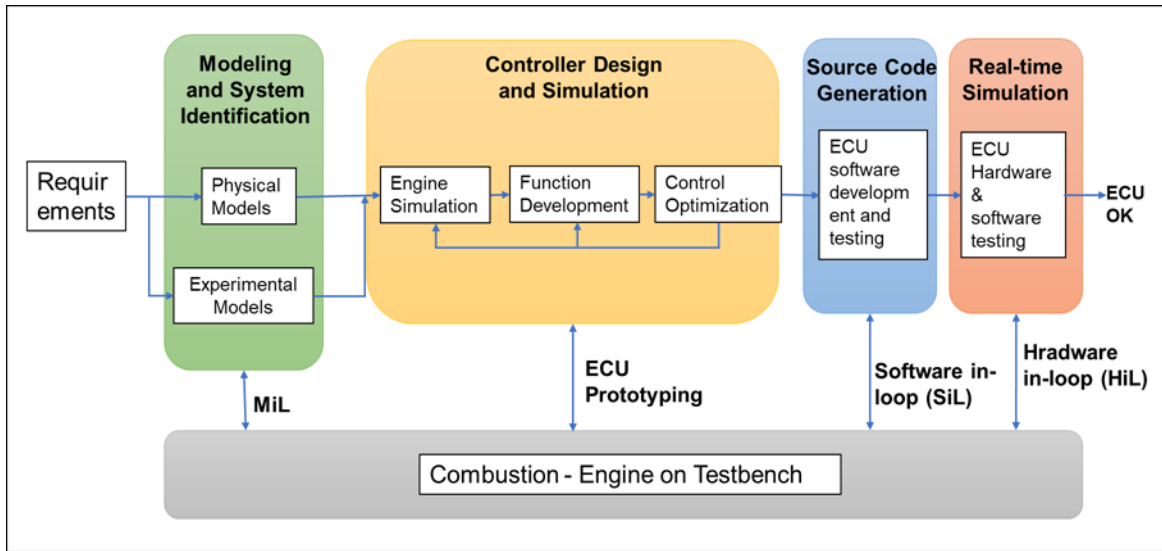 Modeling
and System
Identification
Controller Design
and Simulation
Source Code
Generation
Real-time
Simulation
Requir
ements
Physical
Models
Experimental
Models
Engine
Simulation
Function
Development
Control
Optimization
ECU
software
developm
ent and
testing
ECU
Hardware
&
software
testing
ECU
OK
MiL
ECU
Prototyping
Software in-
loop (SiL)
Hradware
in-loop (HiL)
Combustion - Engine on Testbench